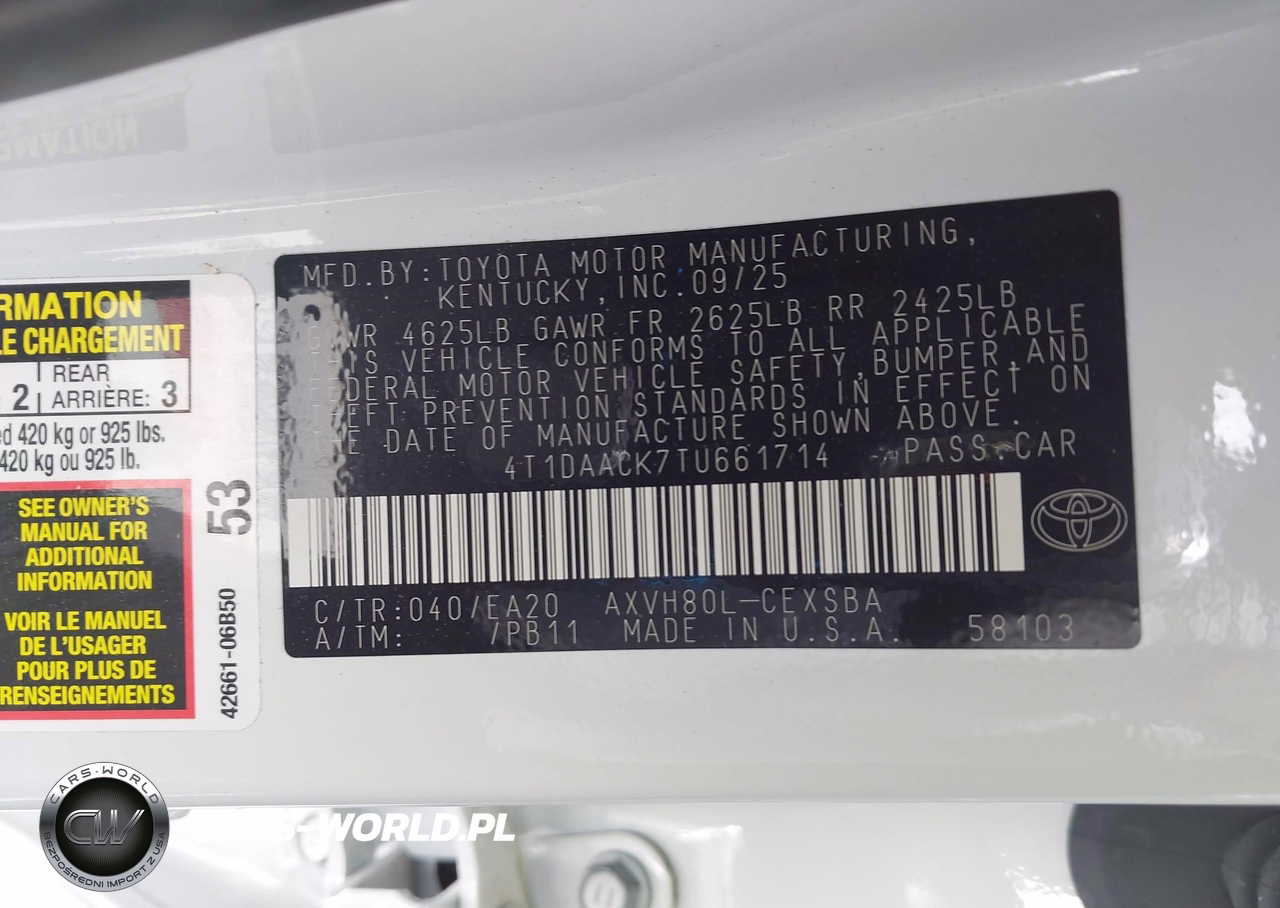 MFD.BY:TOYOTA MOTOR MANUFACTURING,
KENTUCKY,INC.09/25
GAWR 4625LB GAWR FR 2625LB RR 2425LB
THIS VEHICLE CONFORMS TO ALL APPLICABLE
FEDERAL MOTOR VEHICLE SAFETY,BUMPER,AND
THEFT PREVENTION STANDARDS IN EFFECT ON
THE DATE OF MANUFACTURE SHOWN ABOVE.
4T1DAACK7TU661714 PASS.CAR
C/TR:040/EA20 AXVH80L-CEXSBA
A/TM: /PB11 MADE IN U.S.A. 58103
RMATION
LE CHARGEMENT
2 REAR
ARRIÈRE: 3
ed 420 kg or 925 lbs.
420 kg ou 925 lb.
SEE OWNER'S
MANUAL FOR
ADDITIONAL
INFORMATION
VOIR LE MANUEL
DE L'USAGER
POUR PLUS DE
RENSEIGNEMENTS
53
42661-06B50
CARS-WORLD
CW
BEZPOŚREDNI IMPORT Z USA
S-WORLD.PL